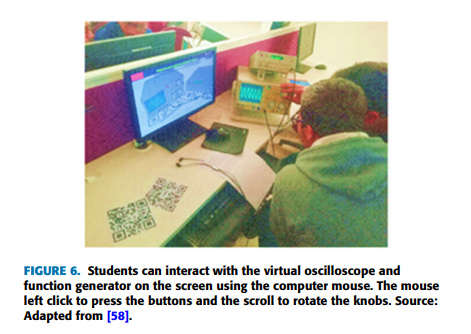 FIGURE 6. Students can interact with the virtual oscilloscope and
function generator on the screen using the computer mouse. The mouse
left click to press the buttons and the scroll to rotate the knobs. Source:
Adapted from [58].